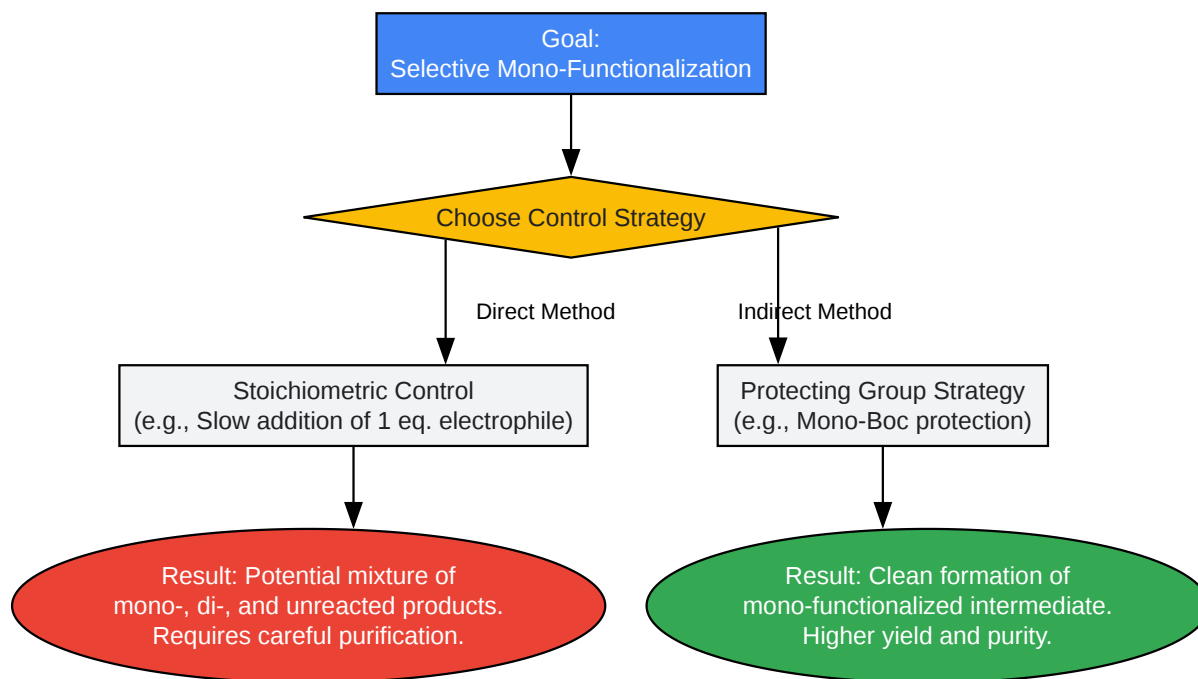 Goal:
Selective Mono-Functionalization
Choose Control Strategy
Direct Method
Indirect Method
Stoichiometric Control
(e.g., Slow addition of 1 eq. electrophile)
Protecting Group Strategy
(e.g., Mono-Boc protection)
Result: Potential mixture of
mono-, di-, and unreacted products.
Requires careful purification.
Result: Clean formation of
mono-functionalized intermediate.
Higher yield and purity.